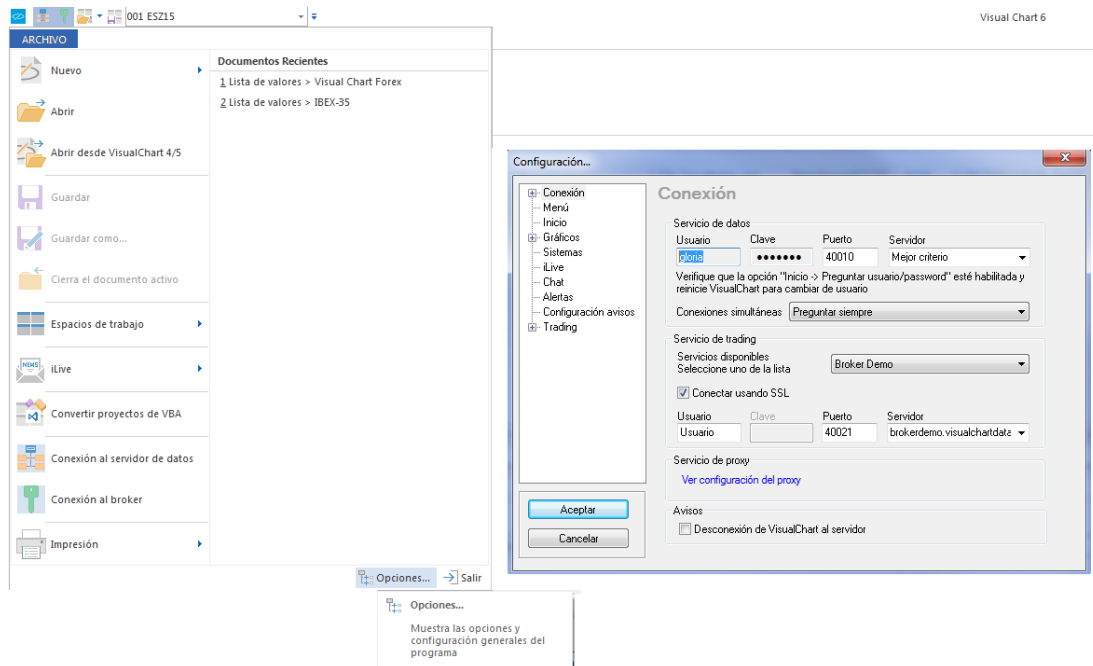 001 ESZ15
Visual Chart 6
ARCHIVO
Nuevo
Abrir
Abrir desde VisualChart 4/5
Guardar
Guardar como...
Cierra el documento activo
Espacios de trabajo
NEWS
iLive
Convertir proyectos de VBA
Conexión al servidor de datos
Conexión al broker
Impresión
Documentos Recientes
1 Lista de valores > Visual Chart Forex
2 Lista de valores > IBEX-35
Opciones...
Salir
Opciones...
Muestra las opciones y
configuración generales del
programa
Configuración...
Conexión
Menú
Inicio
Gráficos
Sistemas
iLive
Chat
Alertas
Configuración avisos
Trading
Aceptar
Cancelar
Conexión
Servicio de datos
Usuario Clave Puerto Servidor
gloria ●●●●●●● 40010 Mejor criterio
Verifique que la opción "Inicio -> Preguntar usuario/password" esté habilitada y
reinicie VisualChart para cambiar de usuario
Conexiones simultáneas Preguntar siempre
Servicio de trading
Servicios disponibles
Seleccione uno de la lista
Broker Demo
Conectar usando SSL
Usuario Clave Puerto Servidor
Usuario 40021 brokerdemo.visualchartdata
Servicio de proxy
Ver configuración del proxy
Avisos
Desconexión de VisualChart al servidor